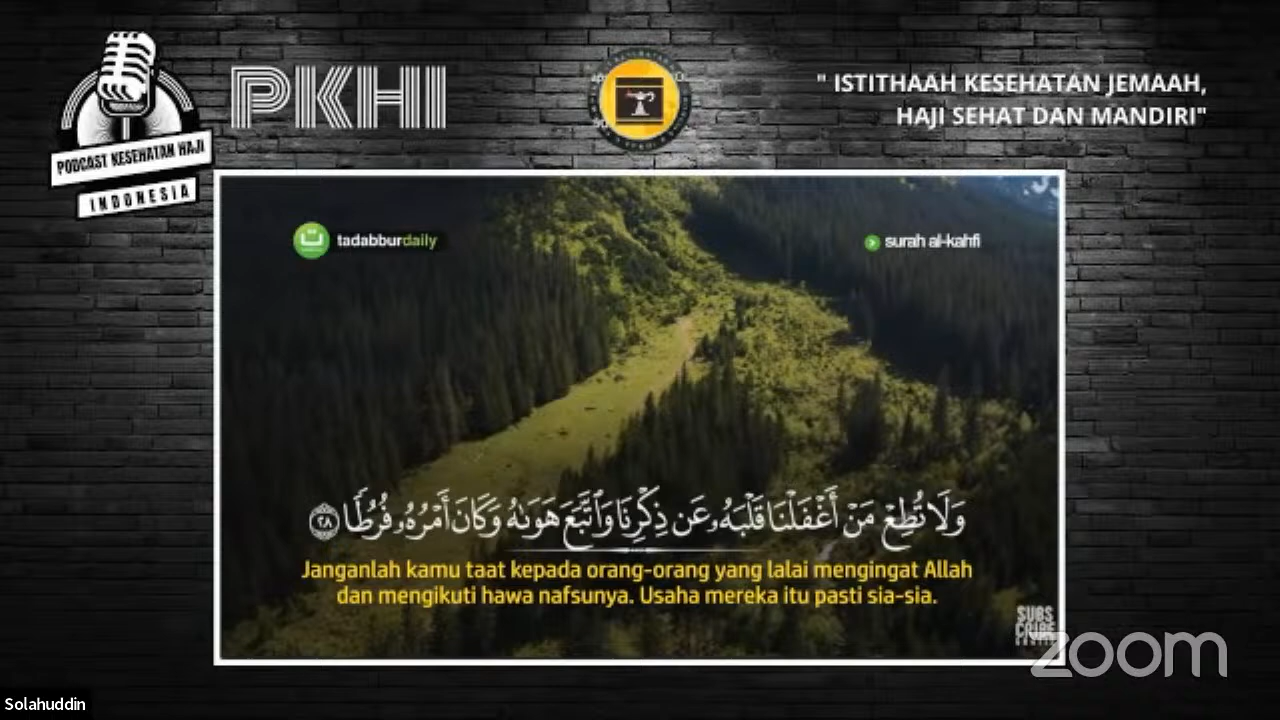 PKHI
" ISTITHAAH KESEHATAN JEMAAH,
HAJI SEHAT DAN MANDIRI"
PODCAST KESEHATAN HAJI
INDONESIA
tadabburdaily
surah al-kahfi
وَلَا تُطِعْ مَنْ أَغْفَلْنَا قَلْبَهُۥ عَن ذِكْرِنَا وَٱتَّبَعَ هَوَىٰهُ وَكَانَ أَمْرُهُۥ فُرُطًا ٢٨
Janganlah kamu taat kepada orang-orang yang lalai mengingat Allah
dan mengikuti hawa nafsunya. Usaha mereka itu pasti sia-sia.
SUBS
CRIBE
zoom
Solahuddin